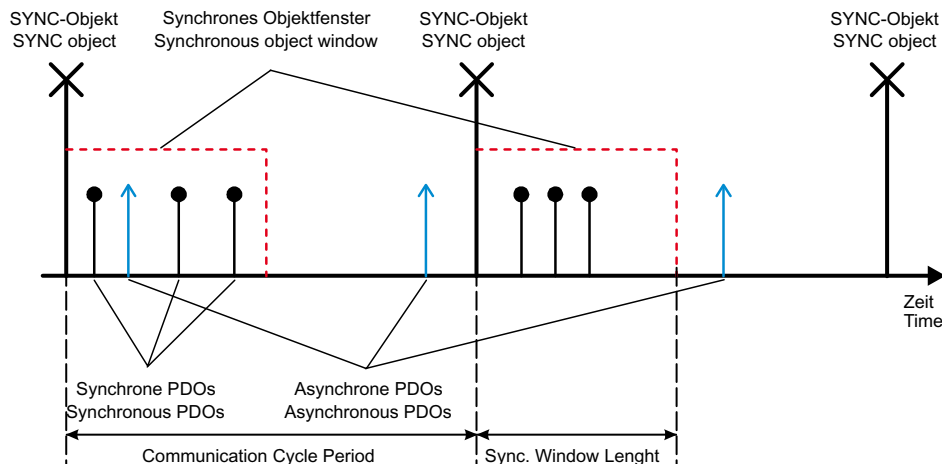 SYNC-Objekt
SYNC object
Synchrones Objektfenster
Synchronous object window
SYNC-Objekt
SYNC object
SYNC-Objekt
SYNC object
Zeit
Time
Synchrone PDOs
Synchronous PDOs
Asynchrone PDOs
Asynchronous PDOs
Communication Cycle Period
Sync. Window Lenght